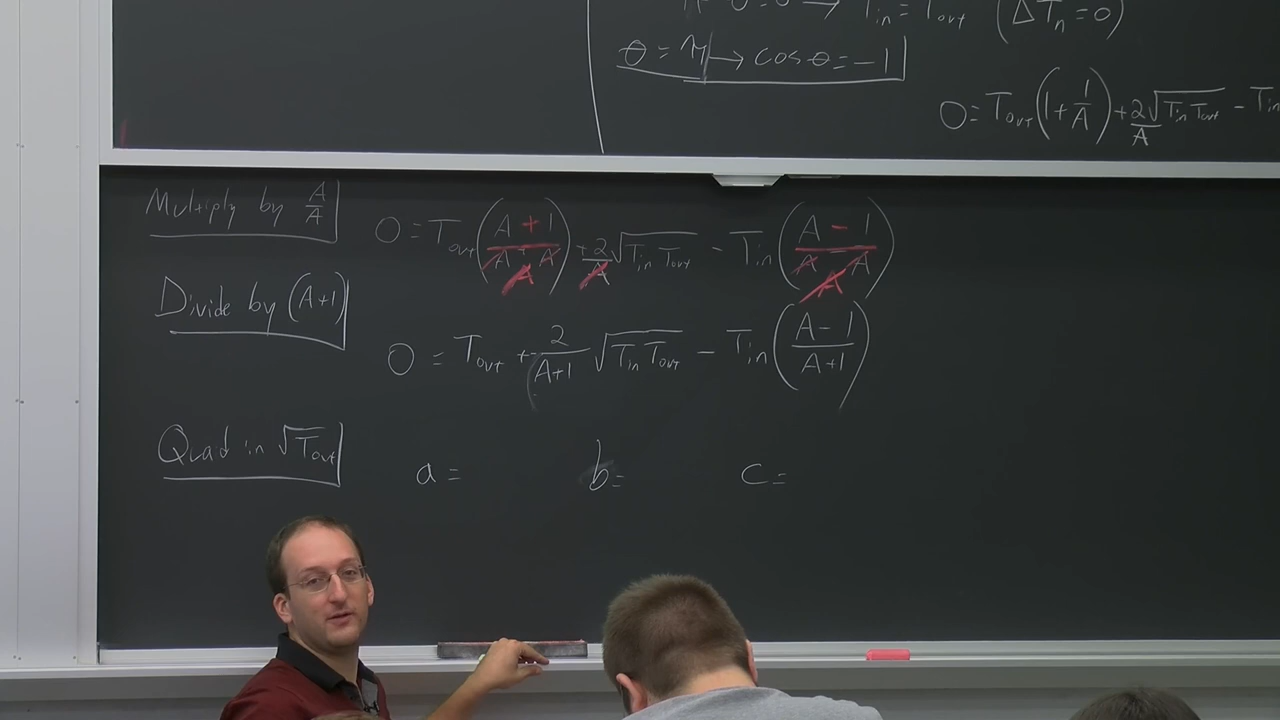 θ = 0 → T_in = T_out (ΔT_n = 0)
θ = π → cos θ = -1
0 = T_out (1 + 1/A) + 2/A √(T_in T_out) - T_in
Multiply by A/A
0 = T_out ((A + 1)/A) + 2/A √(T_in T_out) - T_in ((A - 1)/A)
Divide by (A+1)
0 = T_out + 2/(A+1) √(T_in T_out) - T_in ((A-1)/(A+1))
Quad in √T_out
a = b = c =